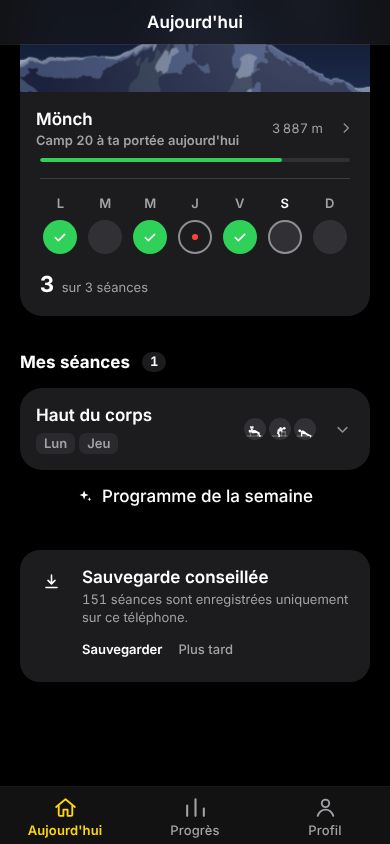 Aujourd'hui
Mönch
3 887 m
Camp 20 à ta portée aujourd'hui
L M M J V S D
3 sur 3 séances
Mes séances 1
Haut du corps
Lun Jeu
Programme de la semaine
Sauvegarde conseillée
151 séances sont enregistrées uniquement
sur ce téléphone.
Sauvegarder Plus tard
Aujourd'hui Progrès Profil